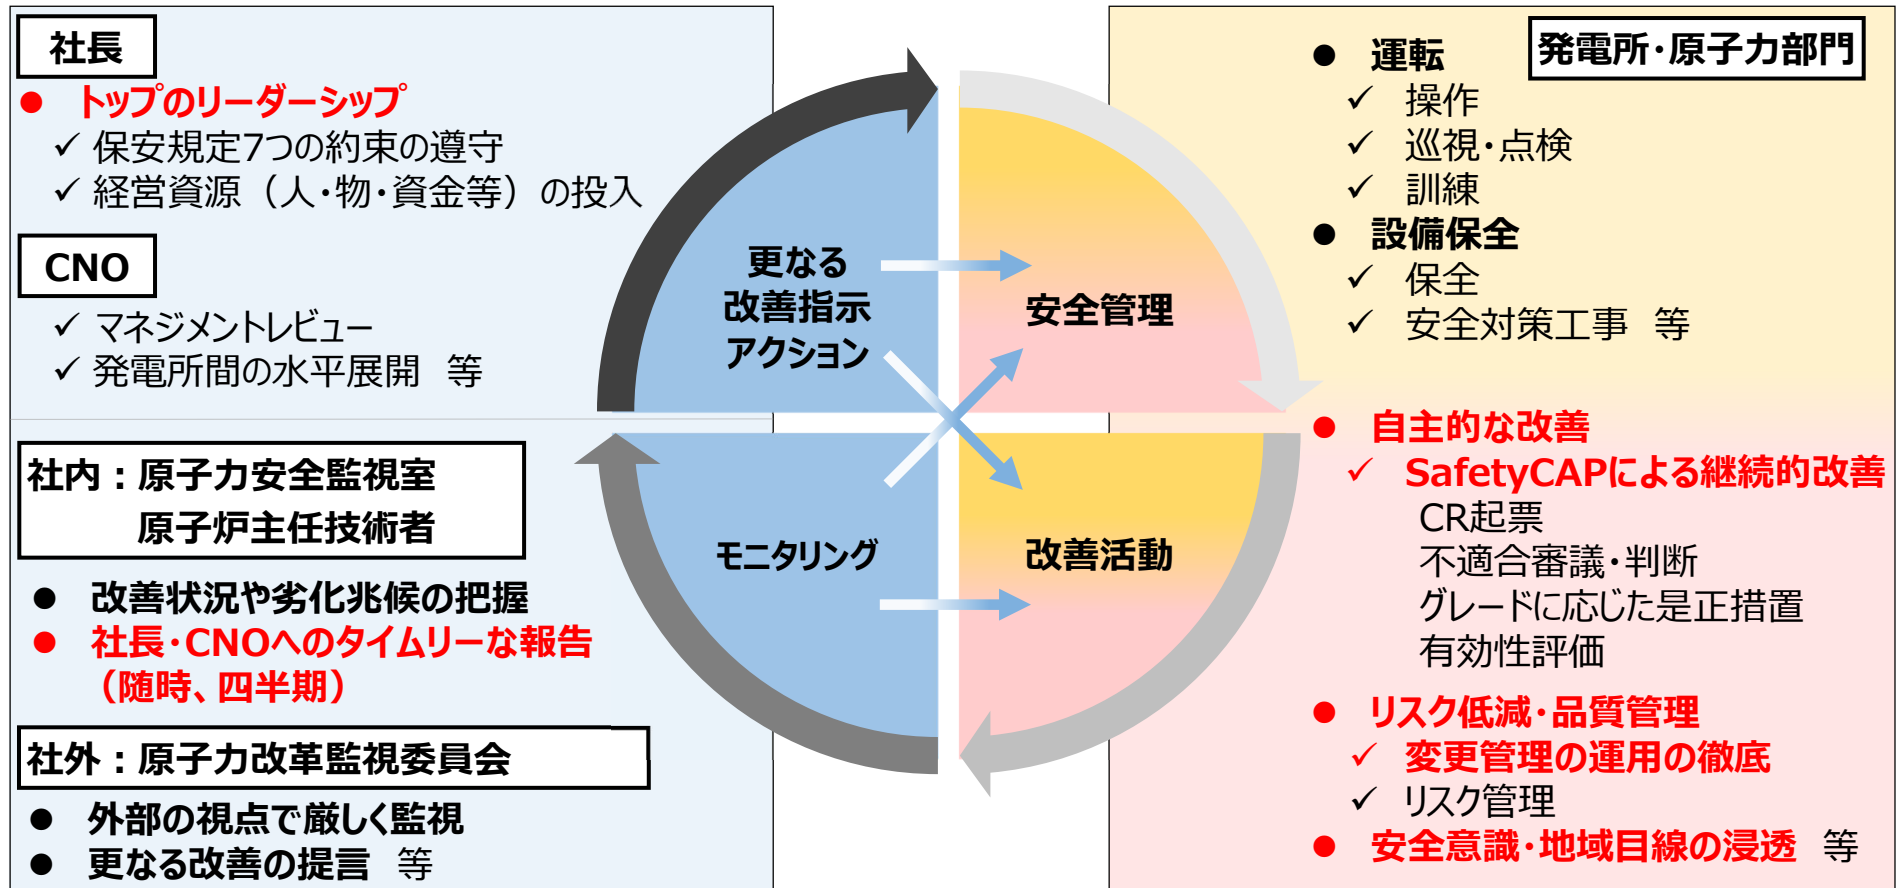 社長
● トップのリーダーシップ
✓ 保安規定7つの約束の遵守
✓ 経営資源（人・物・資金等）の投入
CNO
✓ マネジメントレビュー
✓ 発電所間の水平展開　等
社内：原子力安全監視室
原子炉主任技術者
● 改善状況や劣化兆候の把握
● 社長・CNOへのタイムリーな報告
（随時、四半期）
社外：原子力改革監視委員会
● 外部の視点で厳しく監視
● 更なる改善の提言　等
更なる
改善指示
アクション
安全管理
モニタリング
改善活動
発電所・原子力部門
● 運転
✓ 操作
✓ 巡視・点検
✓ 訓練
● 設備保全
✓ 保全
✓ 安全対策工事　等
● 自主的な改善
✓ SafetyCAPによる継続的改善
CR起票
不適合審議・判断
グレードに応じた是正措置
有効性評価
● リスク低減・品質管理
✓ 変更管理の運用の徹底
✓ リスク管理
● 安全意識・地域目線の浸透　等